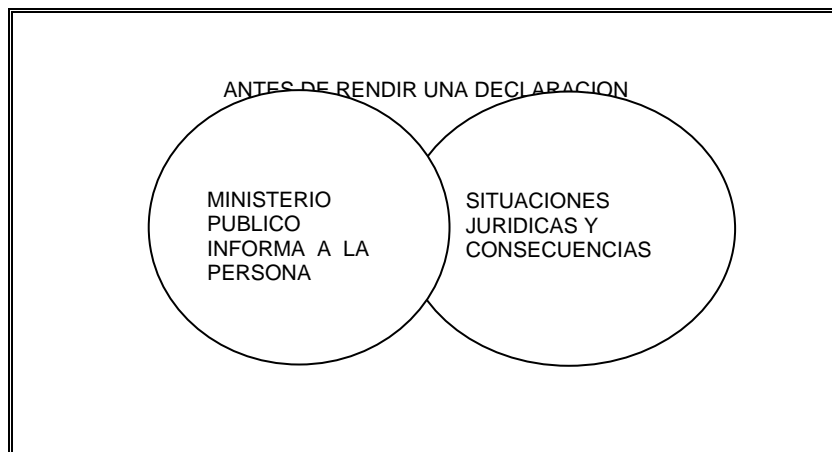 ANTES DE RENDIR UNA DECLARACION
MINISTERIO
PUBLICO
INFORMA A LA
PERSONA
SITUACIONES
JURIDICAS Y
CONSECUENCIAS